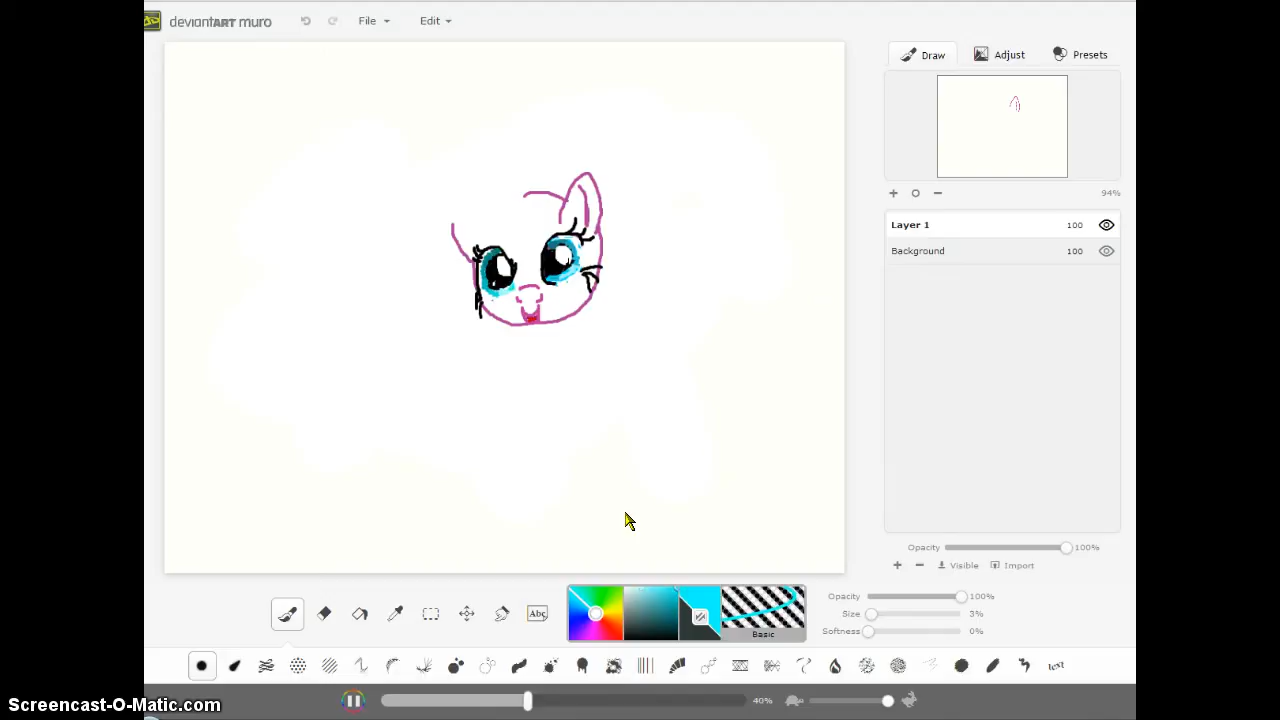 deviantART muro File Edit
Draw Adjust Presets
94%
Layer 1 100
Background 100
Opacity 100%
Visible Import
Abc
Basic
Opacity 100%
Size 3%
Softness 0%
text
40%
Screencast-O-Matic.com